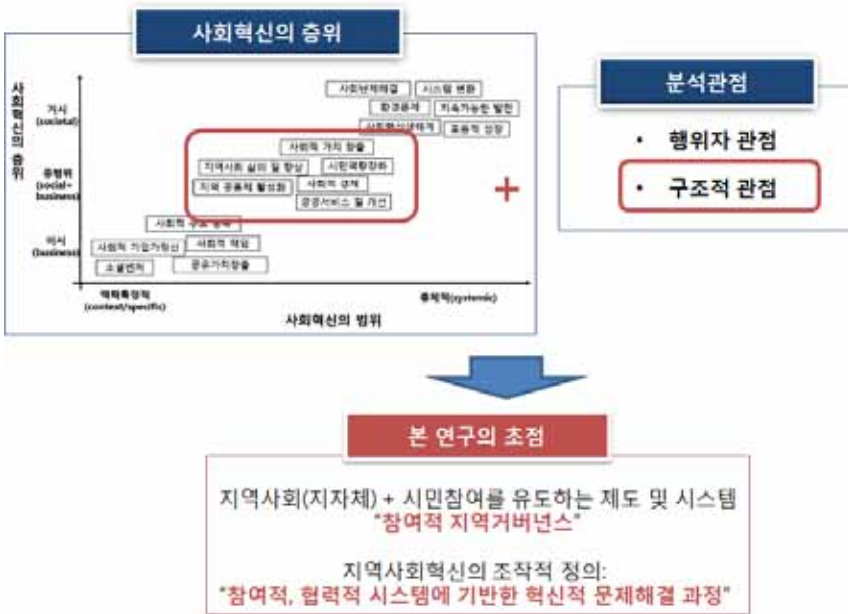 사회혁신의 층위
사회혁신의 층위
거시
(societal)
사회난제해결
시스템 변화
환경문제
지속가능한 발전
사회혁신생태계
포용적 성장
중범위
(social+
business)
사회적 가치 창출
지역사회 삶의 질 향상
시민역량강화
지역 공동체 활성화
사회적 경제
공공서비스 질 개선
미시
(business)
사회적
사회적 기업가정신
사회적 책임
소셜벤처
공유가치창출
맥락특정적
(context/specific)
총체적(systemic)
사회혁신의 범위
+
분석관점
• 행위자 관점
• 구조적 관점
본 연구의 초점
지역사회(지자체) + 시민참여를 유도하는 제도 및 시스템
"참여적 지역거버넌스"
지역사회혁신의 조작적 정의:
"참여적, 협력적 시스템에 기반한 혁신적 문제해결 과정"